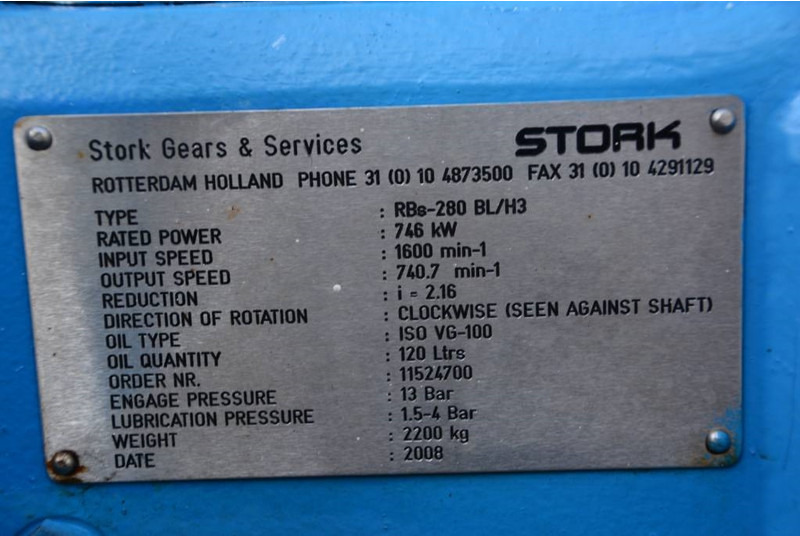 Stork Gears & Services STORK
ROTTERDAM HOLLAND PHONE 31 (0) 10 4873500 FAX 31 (0) 10 4291129
TYPE : RBs-280 BL/H3
RATED POWER : 746 kW
INPUT SPEED : 1600 min-1
OUTPUT SPEED : 740.7 min-1
REDUCTION : i = 2.16
DIRECTION OF ROTATION : CLOCKWISE (SEEN AGAINST SHAFT)
OIL TYPE : ISO VG-100
OIL QUANTITY : 120 Ltrs
ORDER NR. : 11524700
ENGAGE PRESSURE : 13 Bar
LUBRICATION PRESSURE : 1.5-4 Bar
WEIGHT : 2200 kg
DATE : 2008